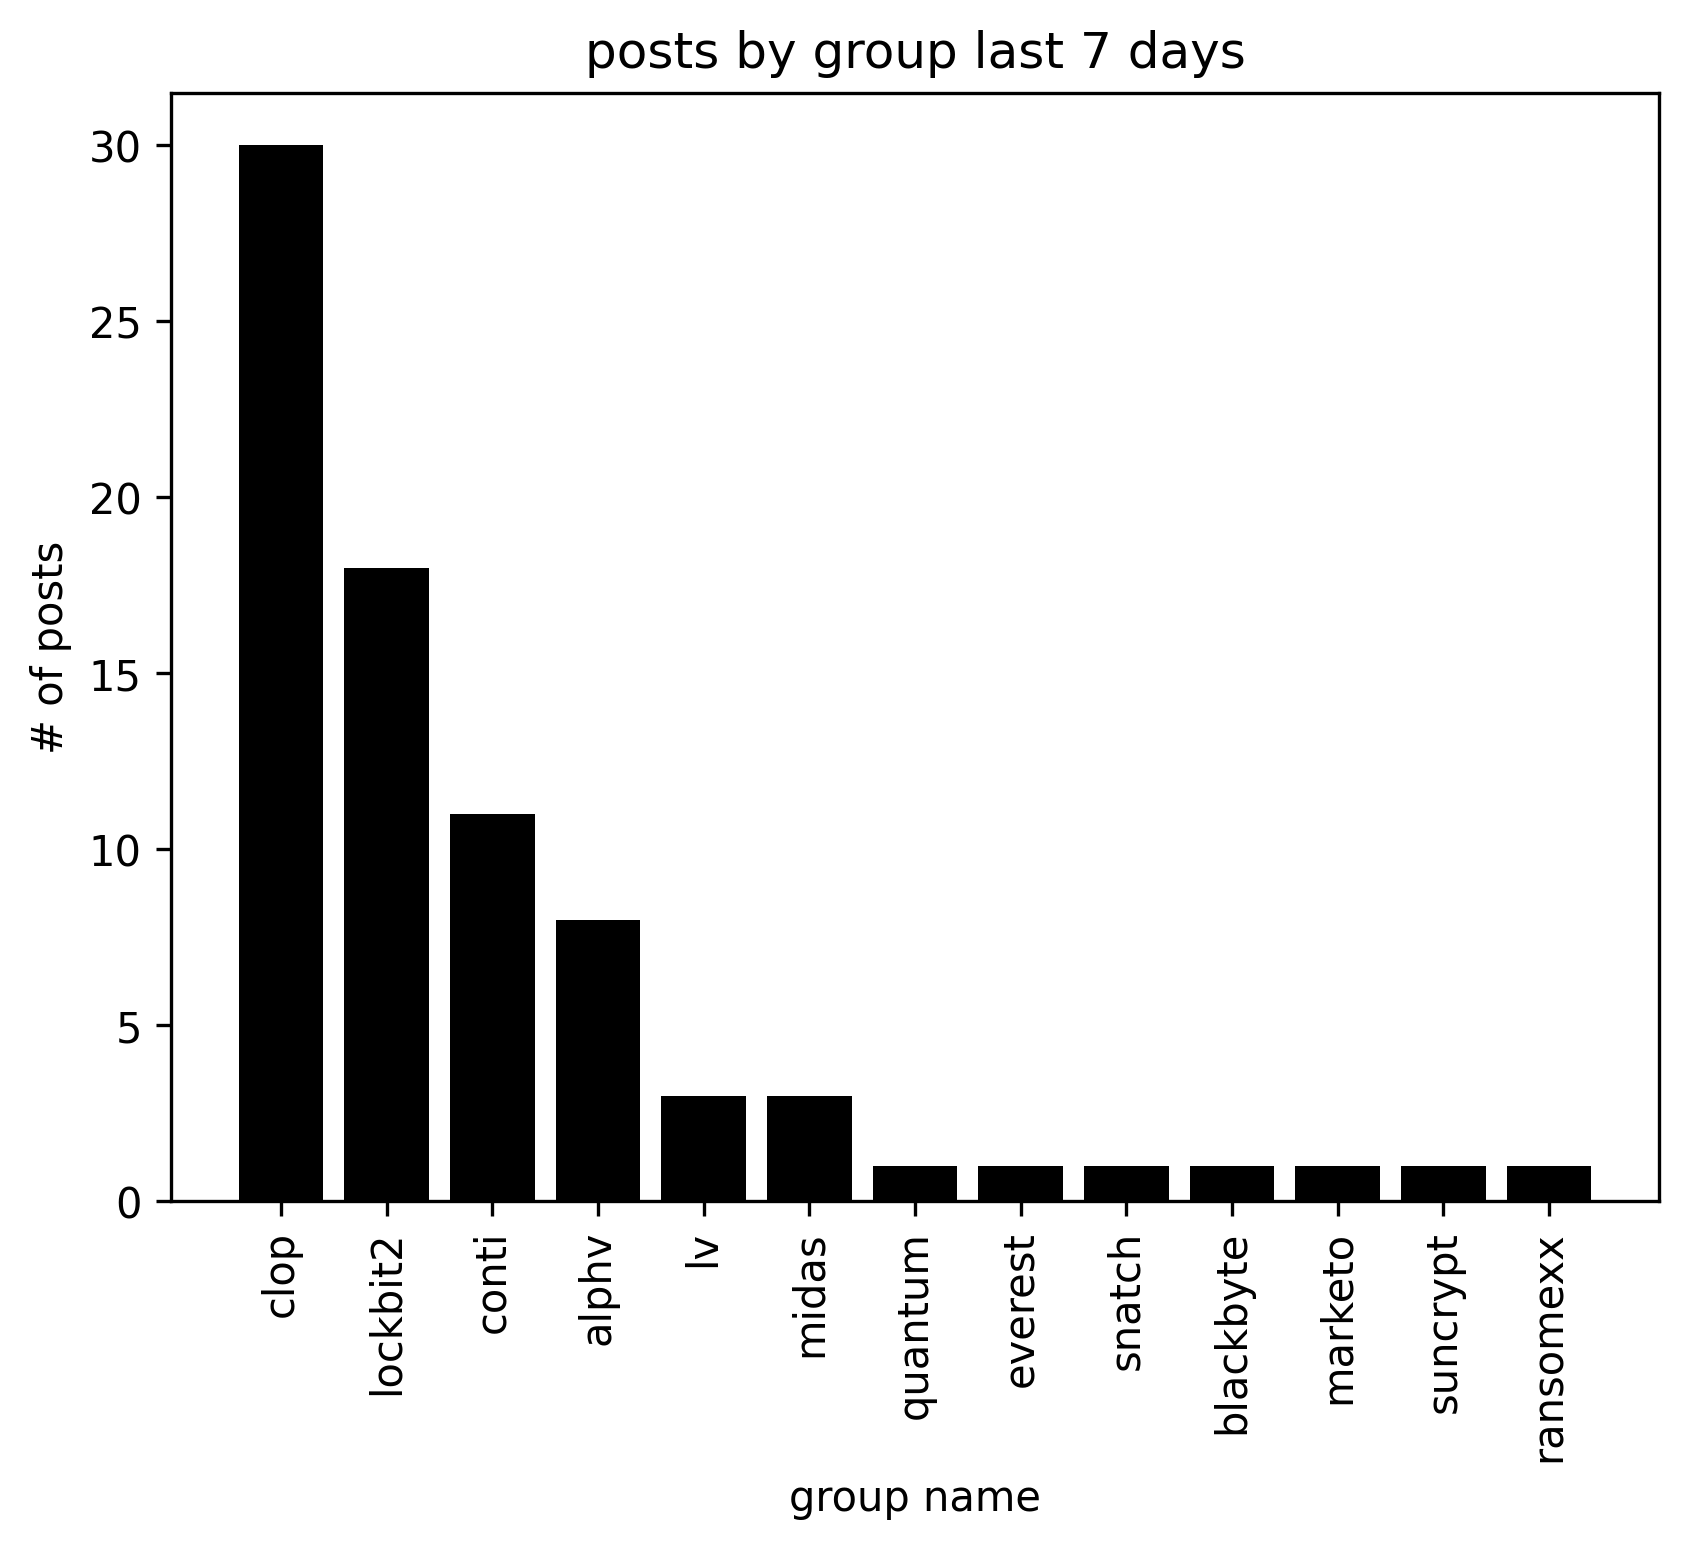 posts by group last 7 days
30
25
20
15
10
5
0
# of posts
clop
lockbit2
conti
alphv
lv
midas
quantum
everest
snatch
blackbyte
marketo
suncrypt
ransomexx
group name